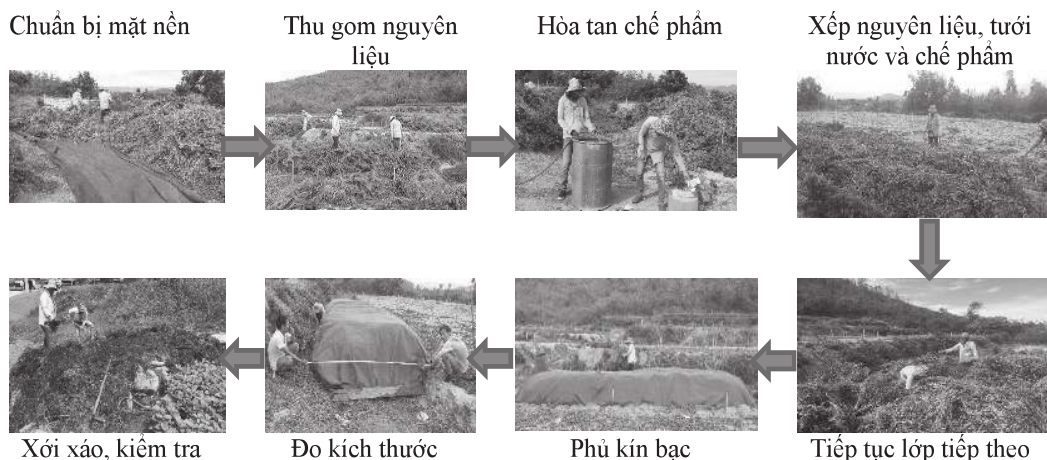 Chuẩn bị mặt nền
Thu gom nguyên
liệu
Hòa tan chế phẩm
Xếp nguyên liệu, tưới
nước và chế phẩm
Tiếp tục lớp tiếp theo
Phủ kín bạc
Đo kích thước
Xới xáo, kiểm tra